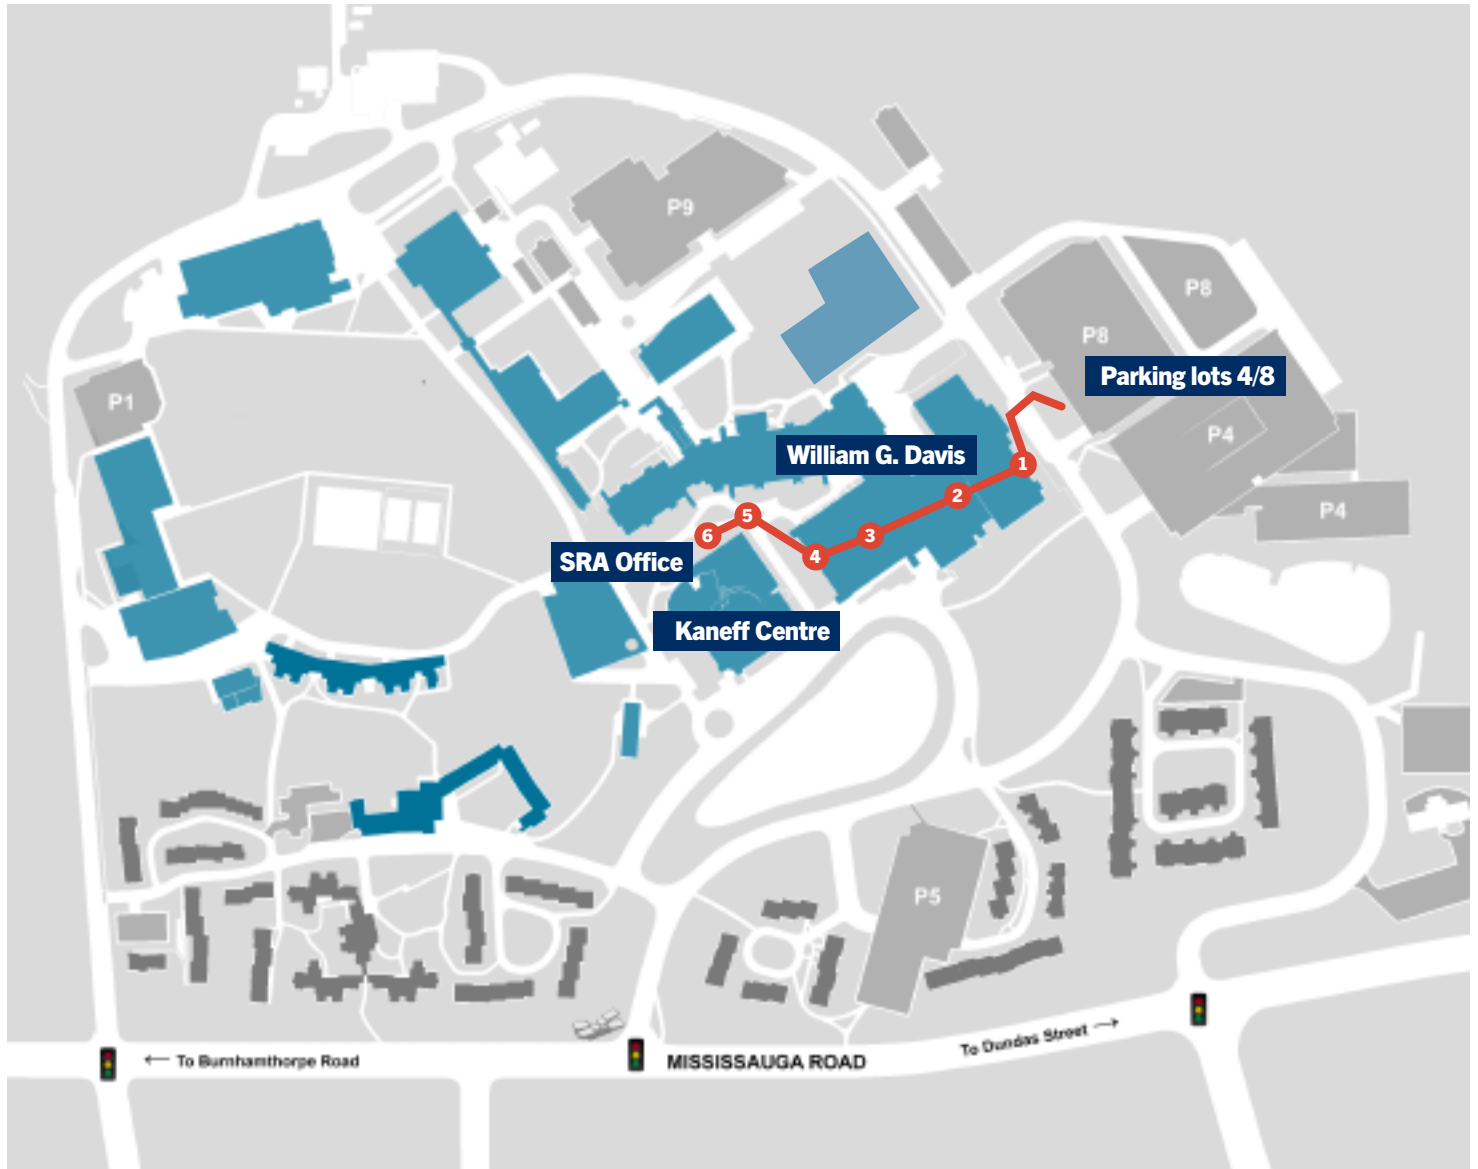 P9
P8
P8
P1
Parking lots 4/8
P4
William G. Davis
1
2
P4
5
6
3
4
SRA Office
Kaneff Centre
P5
To Dundas Street →
← To Burnhamthorpe Road
MISSISSAUGA ROAD